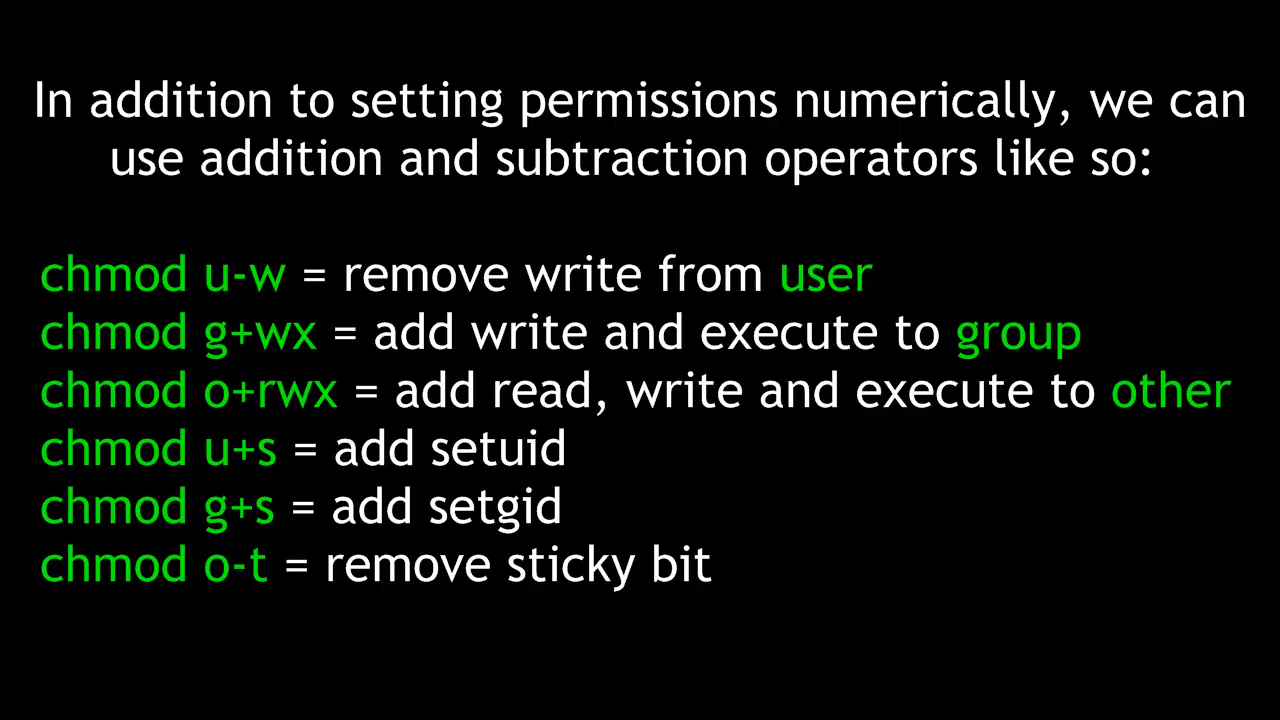 In addition to setting permissions numerically, we can
use addition and subtraction operators like so:
chmod u-w = remove write from user
chmod g+wx = add write and execute to group
chmod o+rwx = add read, write and execute to other
chmod u+s = add setuid
chmod g+s = add setgid
chmod o-t = remove sticky bit